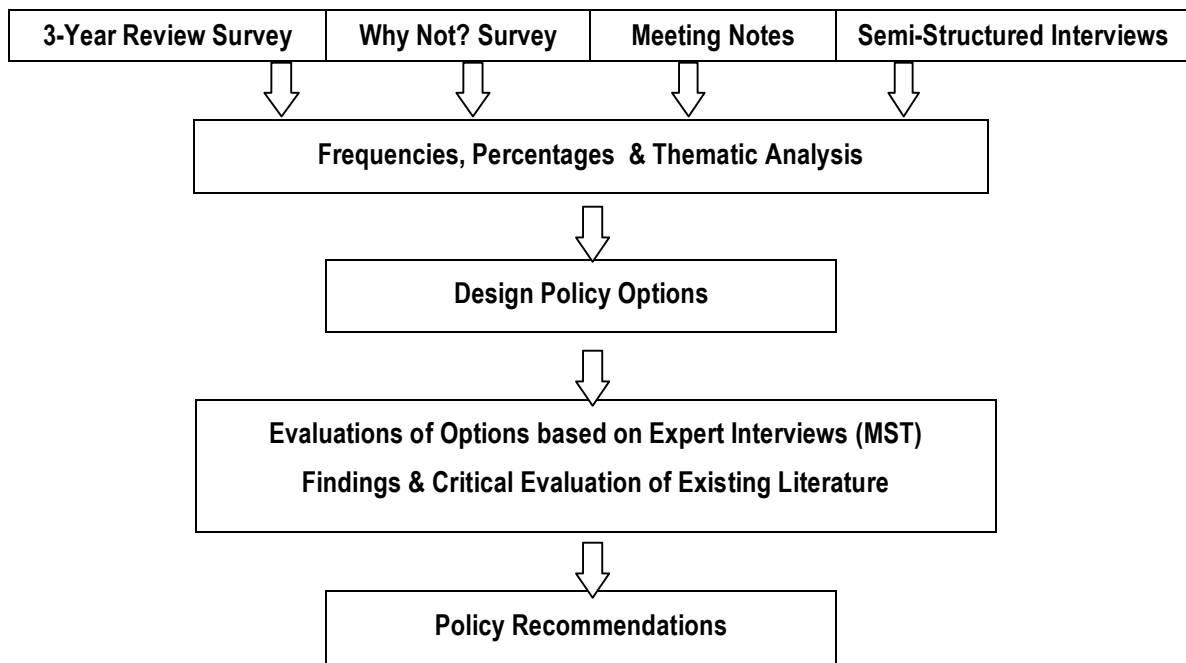 3-Year Review Survey
Why Not? Survey
Meeting Notes
Semi-Structured Interviews
Frequencies, Percentages & Thematic Analysis
Design Policy Options
Evaluations of Options based on Expert Interviews (MST)
Findings & Critical Evaluation of Existing Literature
Policy Recommendations